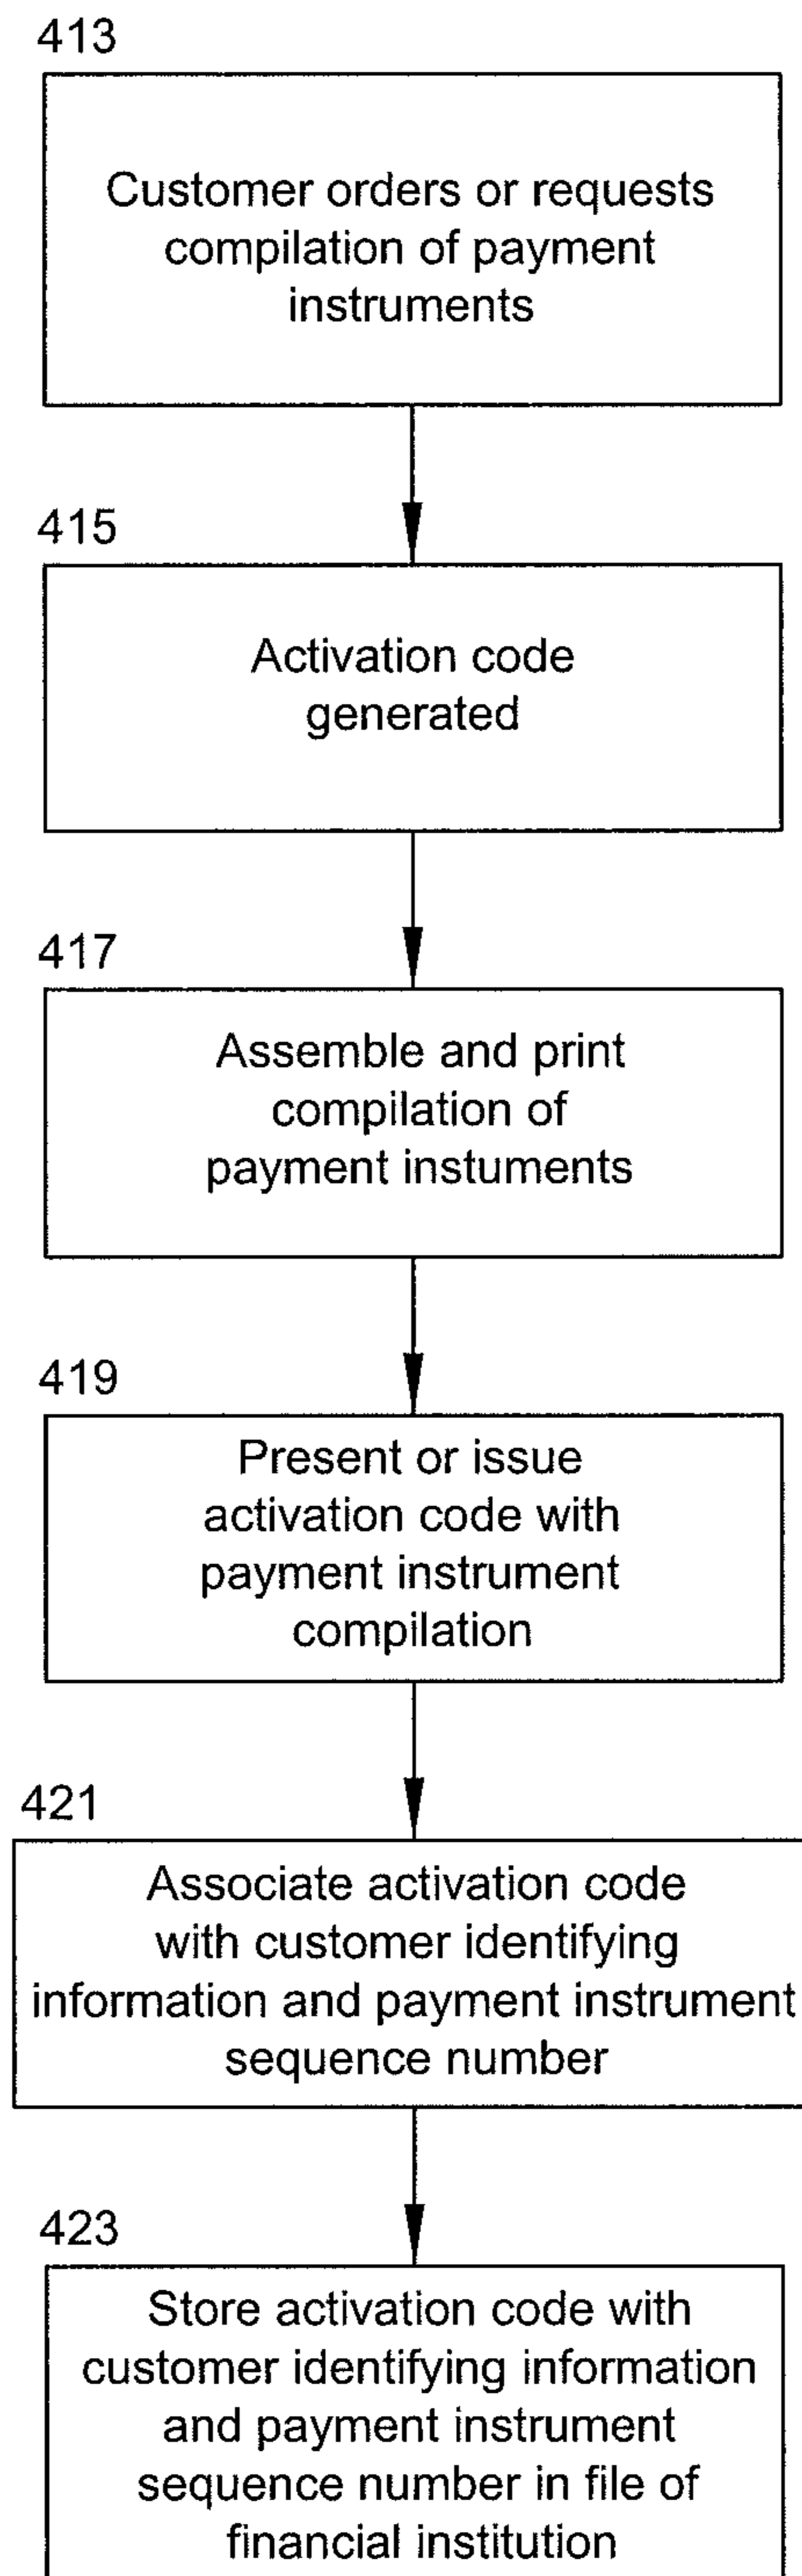 413
Customer orders or requests
compilation of payment
instruments
415
Activation code
generated
417
Assemble and print
compilation of
payment instuments
419
Present or issue
activation code with
payment instrument
compilation
421
Associate activation code
with customer identifying
information and payment instrument
sequence number
423
Store activation code with
customer identifying information
and payment instrument
sequence number in file of
financial institution